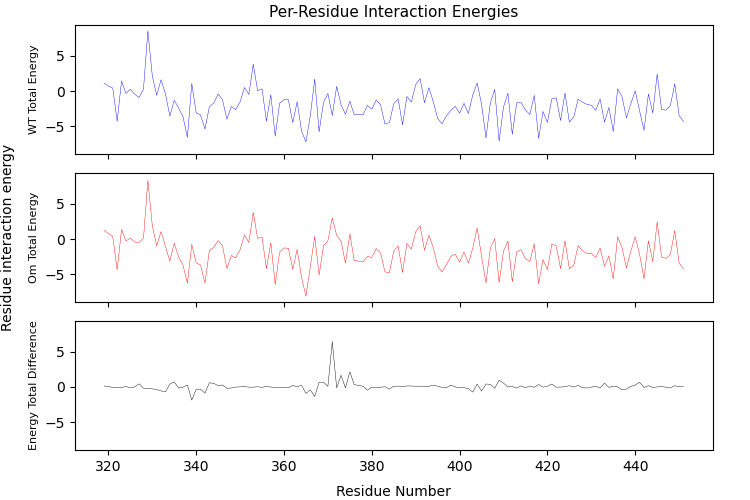 Per-Residue Interaction Energies
Residue interaction energy
WT Total Energy
5
0
−5
Om Total Energy
5
0
−5
Energy Total Difference
5
0
−5
320 340 360 380 400 420 440
Residue Number